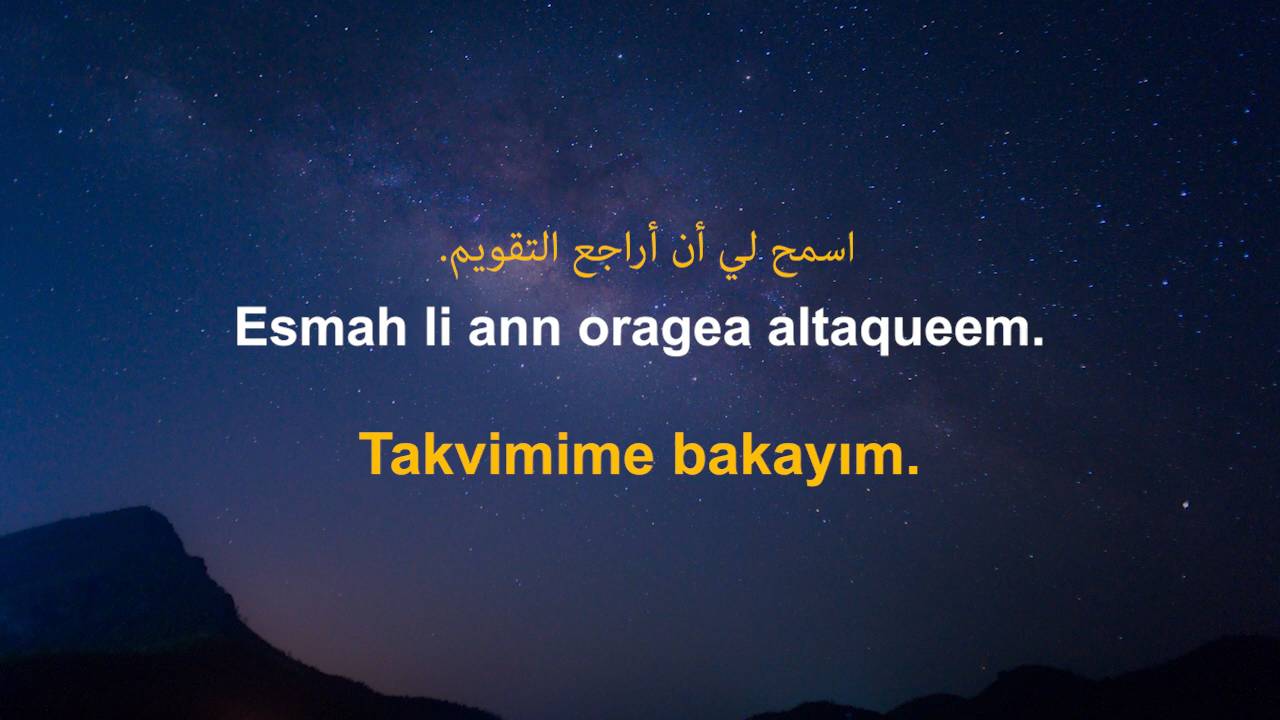 اسمح لي أن أراجع التقويم.
Esmah li ann oragea altaqueem.
Takvimime bakayım.